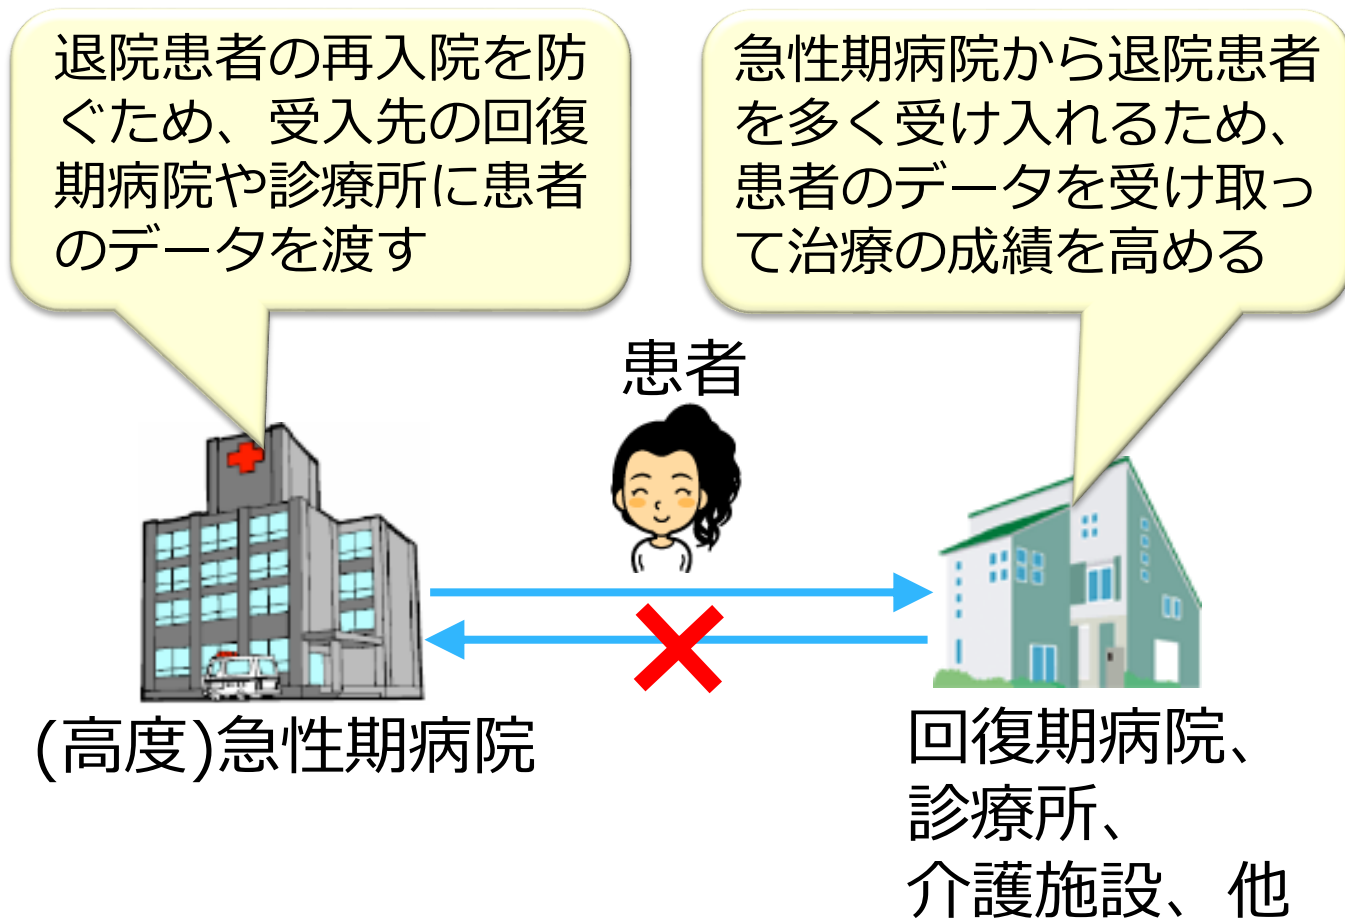 退院患者の再入院を防
ぐため、受入先の回復
期病院や診療所に患者
のデータを渡す
急性期病院から退院患者
を多く受け入れるため、
患者のデータを受け取っ
て治療の成績を高める
患者
(高度)急性期病院
回復期病院、
診療所、
介護施設、他